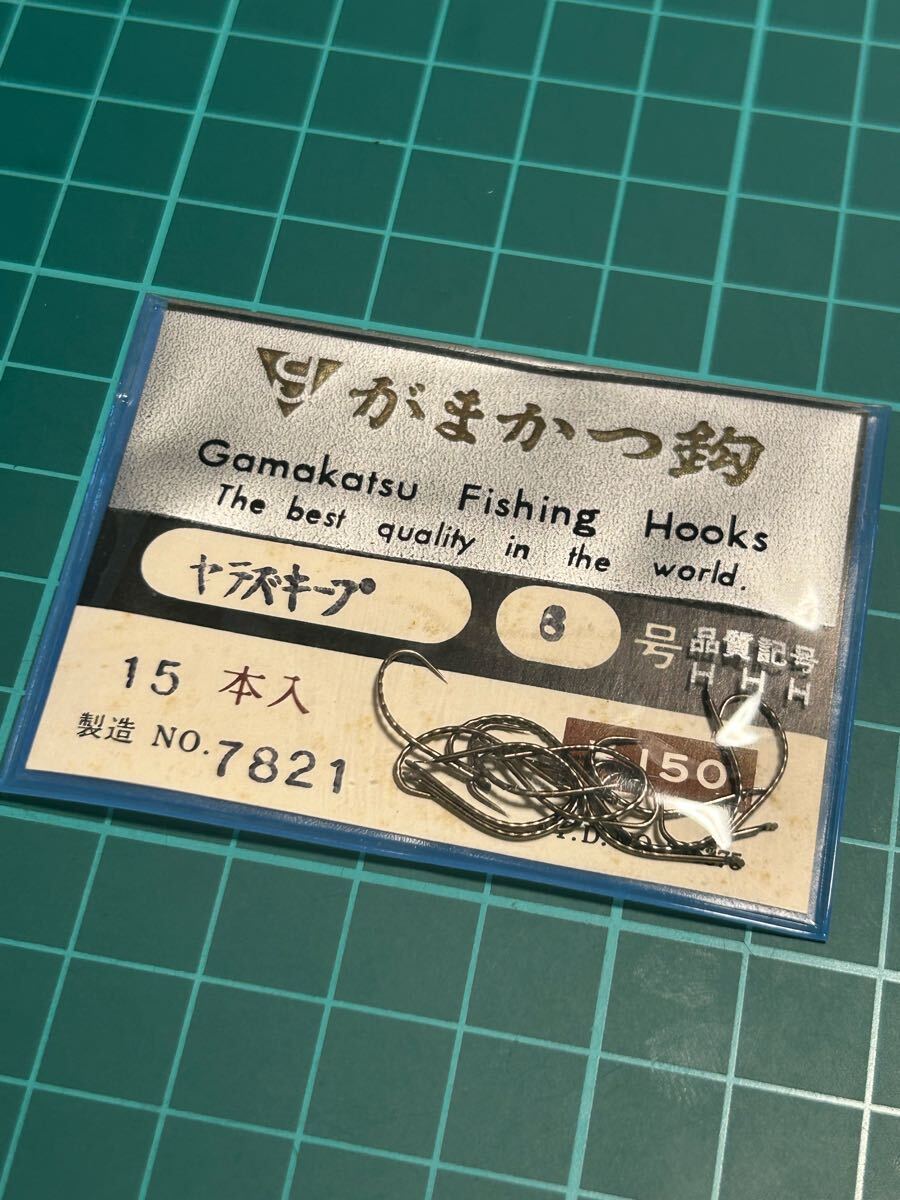 がまかつ鈎
Gamakatsu Fishing Hooks
The best quality in the world.
ヤラズキープ 8 号 品質記号
H H H
15 本入
150
製造 NO. 7821
P.D.